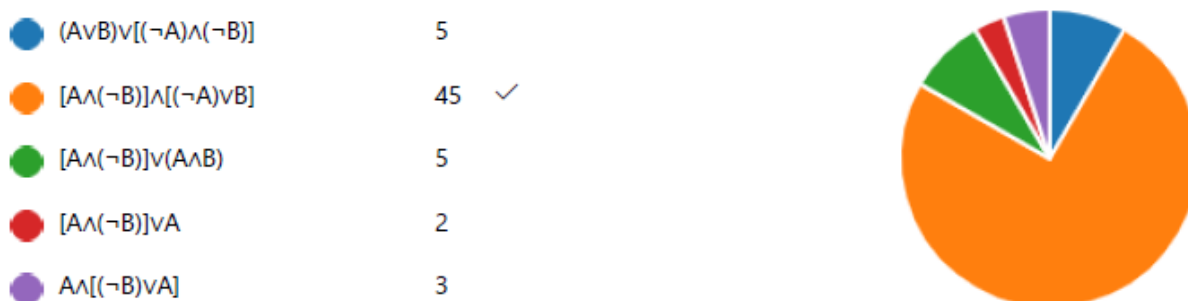 (A∨B)∨[(¬A)∧(¬B)] 5
[A∧(¬B)]∧[(¬A)∨B] 45
[A∧(¬B)]∨(A∧B) 5
[A∧(¬B)]∨A 2
A∧[(¬B)∨A] 3